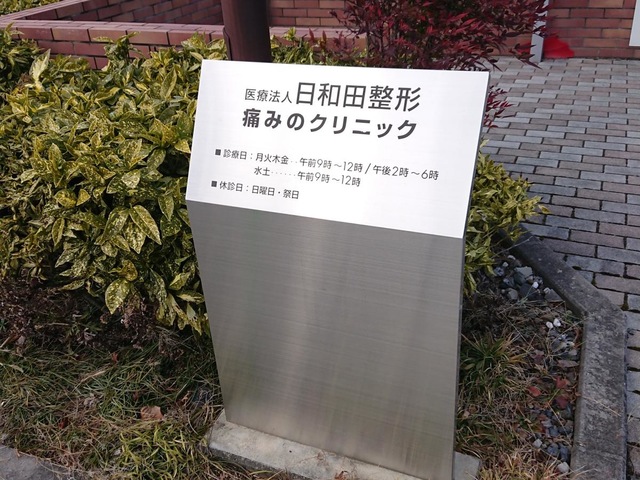 医療法人日和田整形
痛みのクリニック
■診療日：月火木金‥午前9時～12時/午後2時～6時
水土‥‥‥午前9時～12時
■休診日：日曜日・祭日